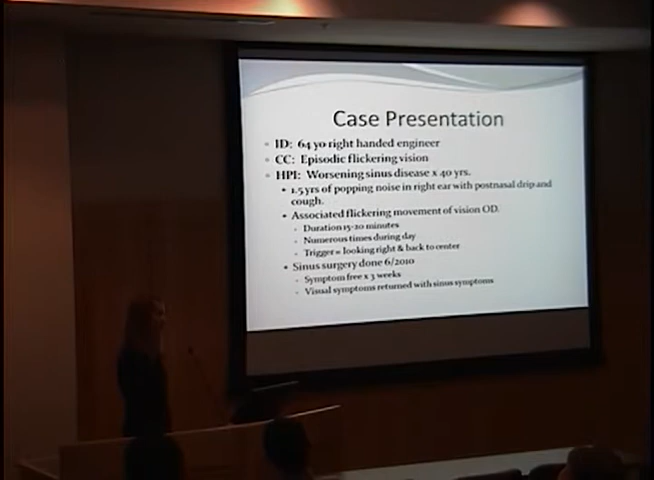 Case Presentation
ID: 64 yo right handed engineer
CC: Episodic flickering vision
HPI: Worsening sinus disease x 40 yrs.
1.5 yrs of popping noise in right ear with postnasal drip and
cough.
Associated flickering movement of vision OD.
Duration 15-20 minutes
Numerous times during day
Trigger= looking right & back to center
Sinus surgery done 6/2010
Symptom free x 3 weeks
Visual symptoms returned with sinus symptoms